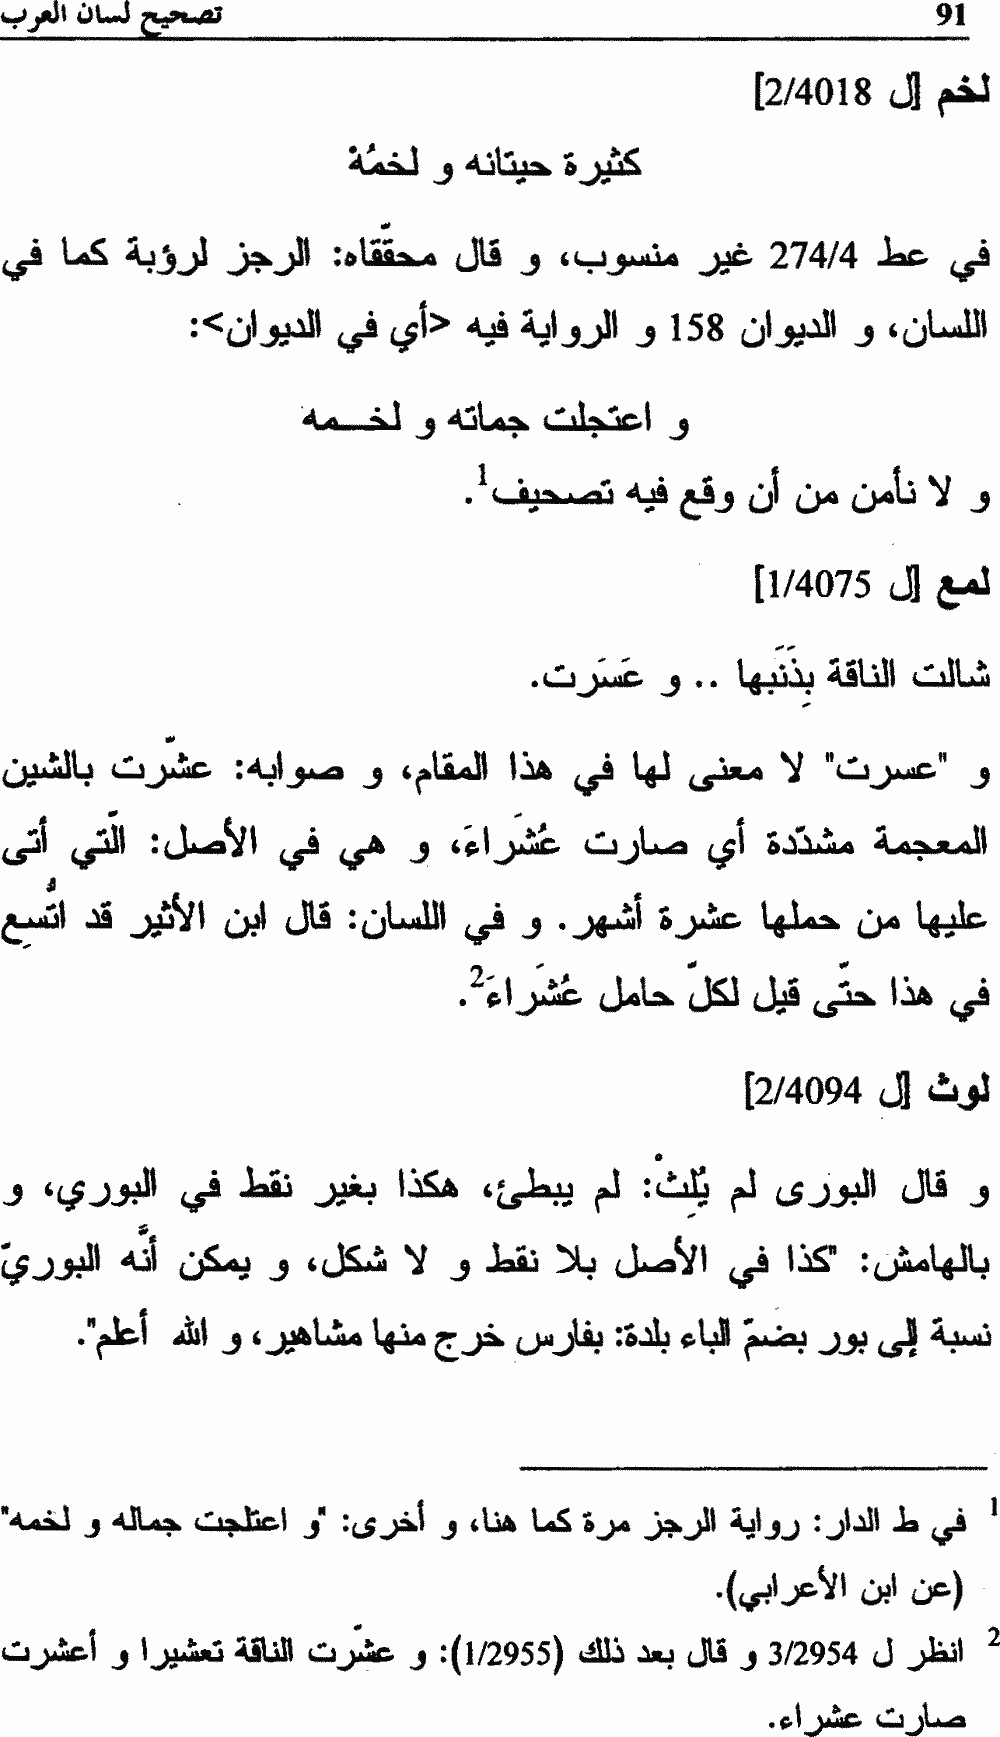 91 تصحيح لسان العرب
لخم [ل 2/4018]
كثيرة حيتانه و لخمُهْ
في عط 274/4 غير منسوب، و قال محقّقاه: الرجز لرؤبة كما في
اللسان، و الديوان 158 و الرواية فيه <أي في الديوان>:
و اعتجلت جماته و لخـــمه
و لا نأمن من أن وقع فيه تصحيف1.
لمع [ل 1/4075]
شالت الناقة بِذَنَبها .. و عَسَرت.
و "عسرت" لا معنى لها في هذا المقام، و صوابه: عشّرت بالشين
المعجمة مشدّدة أي صارت عُشَراءَ، و هي في الأصل: الّتي أتى
عليها من حملها عشرة أشهر. و في اللسان: قال ابن الأثير قد اتُّسِع
في هذا حتّى قيل لكلّ حامل عُشَراءَ2.
لوث [ل 2/4094]
و قال البورى لم يُلِثْ: لم يبطئ، هكذا بغير نقط في البوري، و
بالهامش: "كذا في الأصل بلا نقط و لا شكل، و يمكن أنَّه البوريّ
نسبة إلى بور بضمّ الباء بلدة: بفارس خرج منها مشاهير، و الله أعلم".
1 في ط الدار: رواية الرجز مرة كما هنا، و أخرى: "و اعتلجت جماله و لخمه"
(عن ابن الأعرابي).
2 انظر ل 3/2954 و قال بعد ذلك (1/2955): و عشّرت الناقة تعشيرا و أعشرت
صارت عشراء.